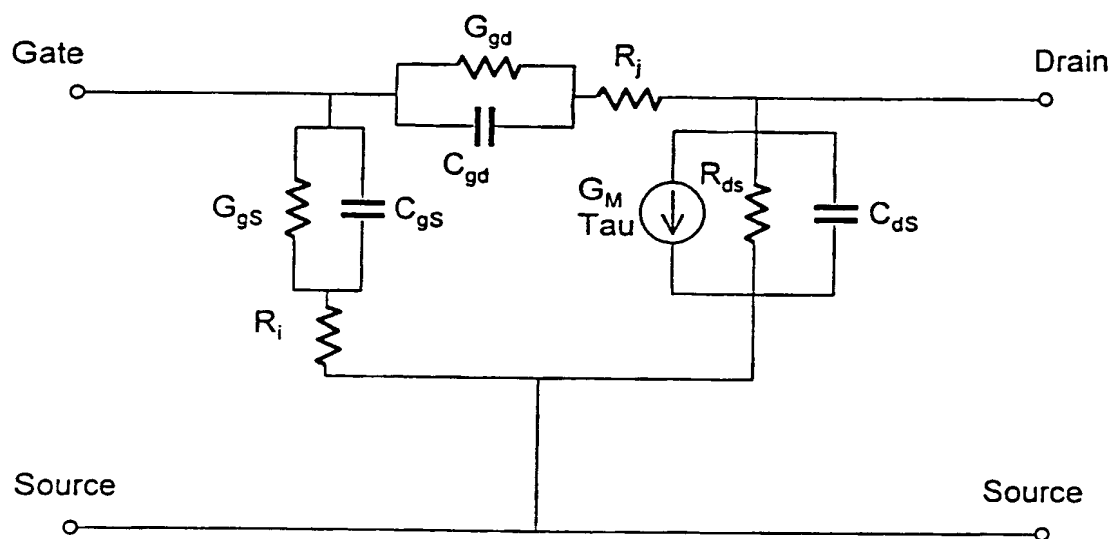 Gate
Ggd
Rj
Drain
Cgd
GgS
CgS
GM
Tau
Rds
CdS
Ri
Source
Source